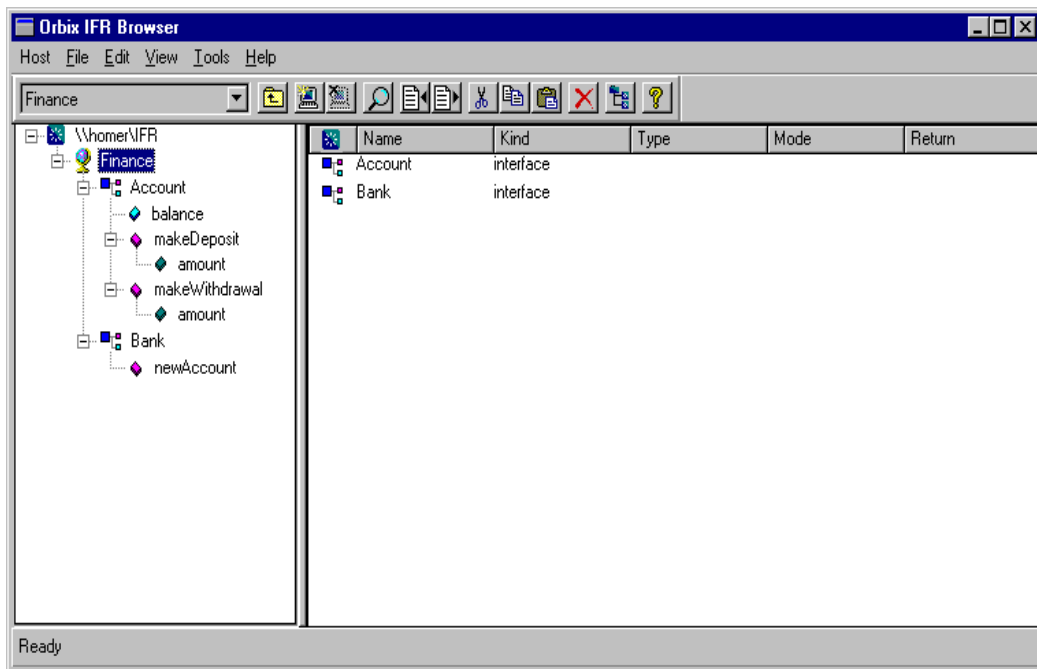 Orbix IFR Browser
Host File Edit View Tools Help
Finance
\\homer\IFR
Finance
Account
balance
makeDeposit
amount
makeWithdrawal
amount
Bank
newAccount
Name Kind Type Mode Return
Account interface
Bank interface
Ready